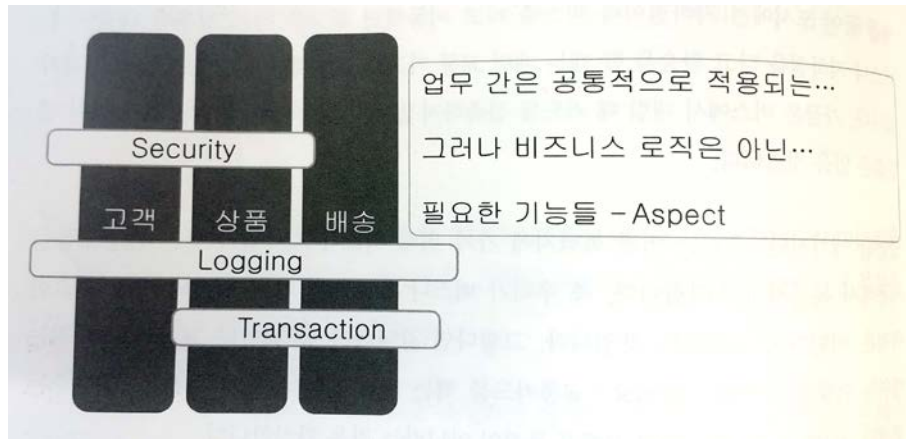 Security
고객 상품 배송
Logging
Transaction
업무 간은 공통적으로 적용되는…
그러나 비즈니스 로직은 아닌…
필요한 기능들 – Aspect